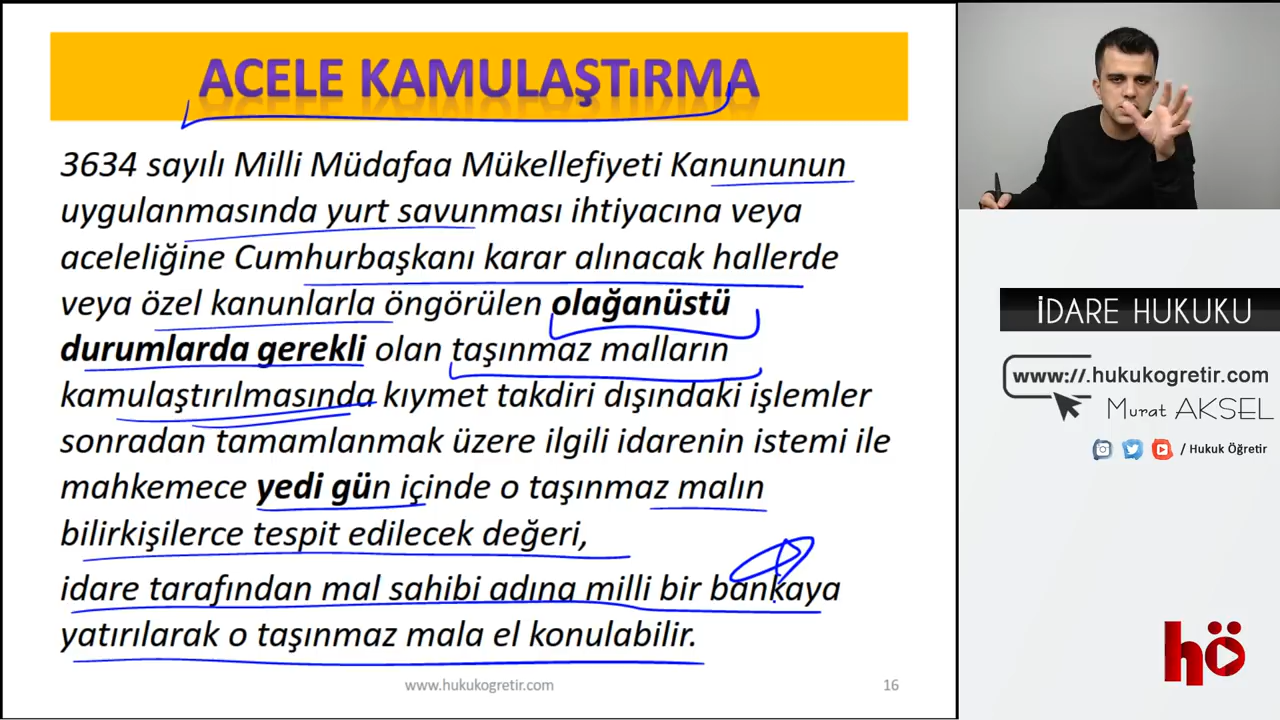 ACELE KAMULAŞTıRMA
3634 sayılı Milli Müdafaa Mükellefiyeti Kanununun
uygulanmasında yurt savunması ihtiyacına veya
aceleliğine Cumhurbaşkanı karar alınacak hallerde
veya özel kanunlarla öngörülen olağanüstü
durumlarda gerekli olan taşınmaz malların
kamulaştırılmasında kıymet takdiri dışındaki işlemler
sonradan tamamlanmak üzere ilgili idarenin istemi ile
mahkemece yedi gün içinde o taşınmaz malın
bilirkişilerce tespit edilecek değeri,
idare tarafından mal sahibi adına milli bir bankaya
yatırılarak o taşınmaz mala el konulabilir.
www.hukukogretir.com
16
İDARE HUKUKU
www://.hukukogretir.com
Murat AKSEL
/ Hukuk Öğretir
hö